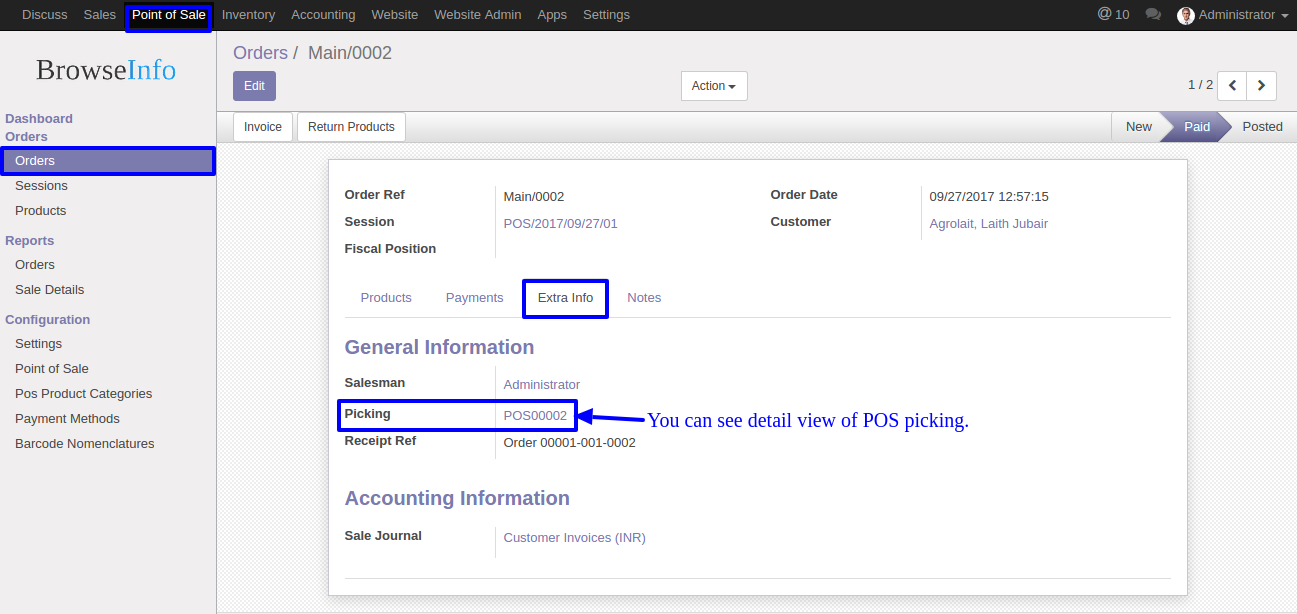 Discuss Sales Point of Sale Inventory Accounting Website Website Admin Apps Settings @ 10 Administrator
BrowseInfo
Dashboard
Orders
Orders
Sessions
Products
Reports
Orders
Sale Details
Configuration
Settings
Point of Sale
Pos Product Categories
Payment Methods
Barcode Nomenclatures
Orders / Main/0002
Edit Action 1 / 2
Invoice Return Products New Paid Posted
Order Ref Main/0002 Order Date 09/27/2017 12:57:15
Session POS/2017/09/27/01 Customer Agrolait, Laith Jubair
Fiscal Position
Products Payments Extra Info Notes
General Information
Salesman Administrator
Picking POS00002 You can see detail view of POS picking.
Receipt Ref Order 00001-001-0002
Accounting Information
Sale Journal Customer Invoices (INR)